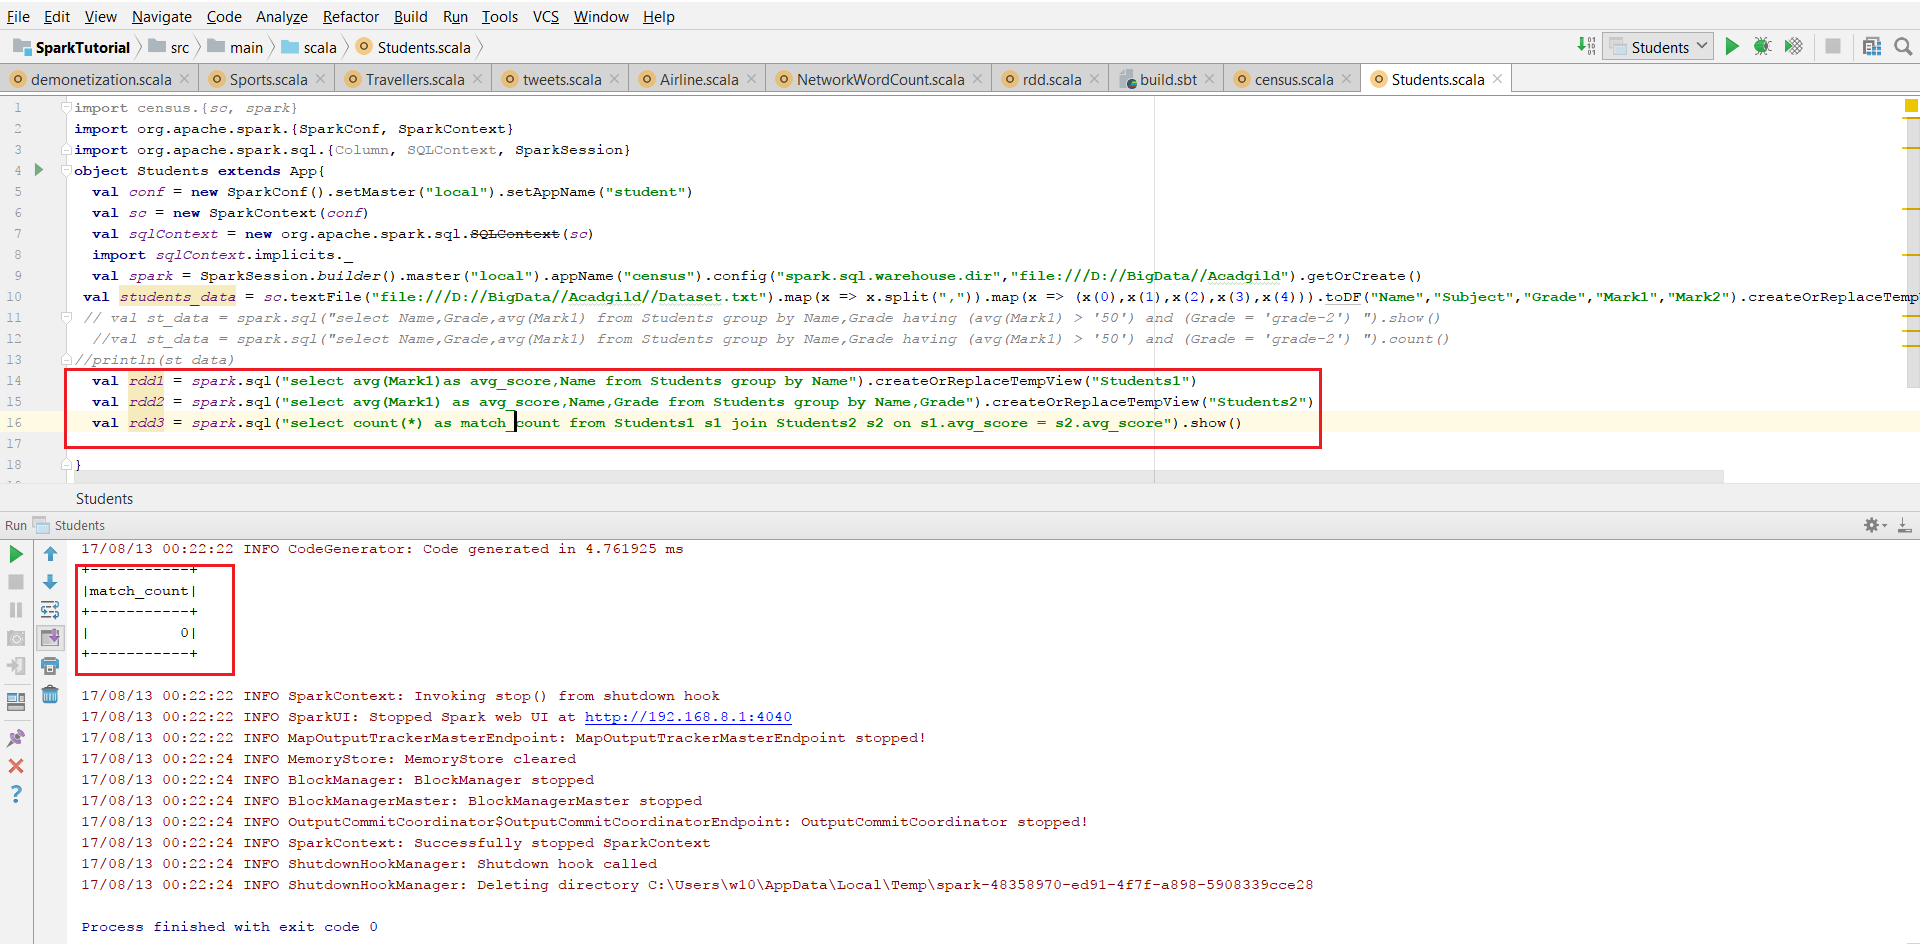 File Edit View Navigate Code Analyze Refactor Build Run Tools VCS Window Help
SparkTutorial src main scala Students.scala Students
demonetization.scala Sports.scala Travellers.scala tweets.scala Airline.scala NetworkWordCount.scala rdd.scala build.sbt census.scala Students.scala
1 import census.{sc, spark}
2 import org.apache.spark.{SparkConf, SparkContext}
3 import org.apache.spark.sql.{Column, SQLContext, SparkSession}
4 object Students extends App{
5 val conf = new SparkConf().setMaster("local").setAppName("student")
6 val sc = new SparkContext(conf)
7 val sqlContext = new org.apache.spark.sql.SQLContext(sc)
8 import sqlContext.implicits._
9 val spark = SparkSession.builder().master("local").appName("census").config("spark.sql.warehouse.dir","file:///D://BigData//Acadgild").getOrCreate()
10 val students_data = sc.textFile("file:///D://BigData//Acadgild//Dataset.txt").map(x => x.split(",")).map(x => (x(0),x(1),x(2),x(3),x(4))).toDF("Name","Subject","Grade","Mark1","Mark2").createOrReplaceTemp
11 // val st_data = spark.sql("select Name,Grade,avg(Mark1) from Students group by Name,Grade having (avg(Mark1) > '50') and (Grade = 'grade-2') ").show()
12 //val st_data = spark.sql("select Name,Grade,avg(Mark1) from Students group by Name,Grade having (avg(Mark1) > '50') and (Grade = 'grade-2') ").count()
13 //println(st_data)
14 val rdd1 = spark.sql("select avg(Mark1)as avg_score,Name from Students group by Name").createOrReplaceTempView("Students1")
15 val rdd2 = spark.sql("select avg(Mark1) as avg_score,Name,Grade from Students group by Name,Grade").createOrReplaceTempView("Students2")
16 val rdd3 = spark.sql("select count(*) as match_count from Students1 s1 join Students2 s2 on s1.avg_score = s2.avg_score").show()
17
18 }
Students
Run Students
17/08/13 00:22:22 INFO CodeGenerator: Code generated in 4.761925 ms
+-----------+
|match_count|
+-----------+
|          0|
+-----------+
17/08/13 00:22:22 INFO SparkContext: Invoking stop() from shutdown hook
17/08/13 00:22:22 INFO SparkUI: Stopped Spark web UI at http://192.168.8.1:4040
17/08/13 00:22:22 INFO MapOutputTrackerMasterEndpoint: MapOutputTrackerMasterEndpoint stopped!
17/08/13 00:22:24 INFO MemoryStore: MemoryStore cleared
17/08/13 00:22:24 INFO BlockManager: BlockManager stopped
17/08/13 00:22:24 INFO BlockManagerMaster: BlockManagerMaster stopped
17/08/13 00:22:24 INFO OutputCommitCoordinator$OutputCommitCoordinatorEndpoint: OutputCommitCoordinator stopped!
17/08/13 00:22:24 INFO SparkContext: Successfully stopped SparkContext
17/08/13 00:22:24 INFO ShutdownHookManager: Shutdown hook called
17/08/13 00:22:24 INFO ShutdownHookManager: Deleting directory C:\Users\w10\AppData\Local\Temp\spark-48358970-ed91-4f7f-a898-5908339cce28
Process finished with exit code 0